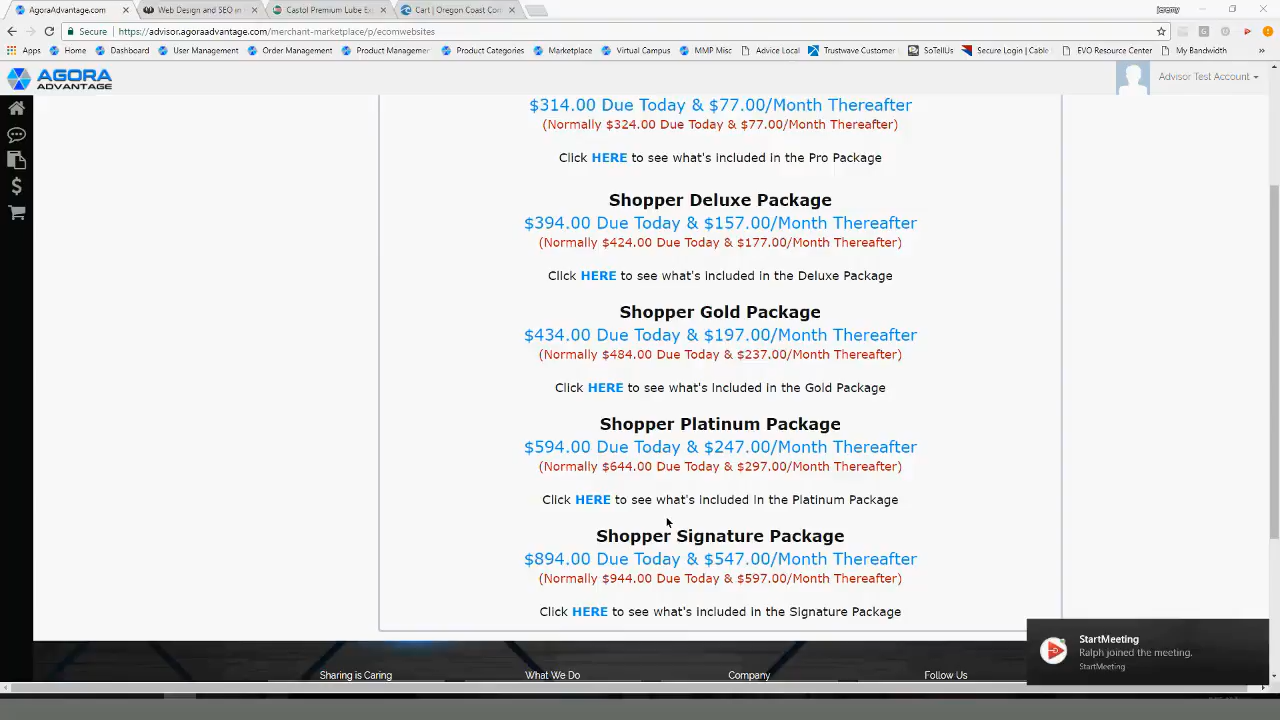 AgoraAdvantage.com
Web Design and SEO in
Castol Premium Lube Ex
Cart | Oregon Coast Con
Jeremy
Secure
https://advisor.agoraadvantage.com/merchant-marketplace/p/ecomwebsites
Apps
Home
Dashboard
User Management
Order Management
Product Management
Product Categories
Marketplace
Virtual Campus
MMP Misc
Advice Local
Trustwave Customer
SoTellUs
Secure Login | Cable
EVO Resource Center
My Bandwidth
AGORA
ADVANTAGE
Advisor Test Account
$314.00 Due Today & $77.00/Month Thereafter
(Normally $324.00 Due Today & $77.00/Month Thereafter)
Click HERE to see what's included in the Pro Package
Shopper Deluxe Package
$394.00 Due Today & $157.00/Month Thereafter
(Normally $424.00 Due Today & $177.00/Month Thereafter)
Click HERE to see what's included in the Deluxe Package
Shopper Gold Package
$434.00 Due Today & $197.00/Month Thereafter
(Normally $484.00 Due Today & $237.00/Month Thereafter)
Click HERE to see what's included in the Gold Package
Shopper Platinum Package
$594.00 Due Today & $247.00/Month Thereafter
(Normally $644.00 Due Today & $297.00/Month Thereafter)
Click HERE to see what's included in the Platinum Package
Shopper Signature Package
$894.00 Due Today & $547.00/Month Thereafter
(Normally $944.00 Due Today & $597.00/Month Thereafter)
Click HERE to see what's included in the Signature Package
StartMeeting
Ralph joined the meeting.
StartMeeting
Sharing is Caring
What We Do
Company
Follow Us